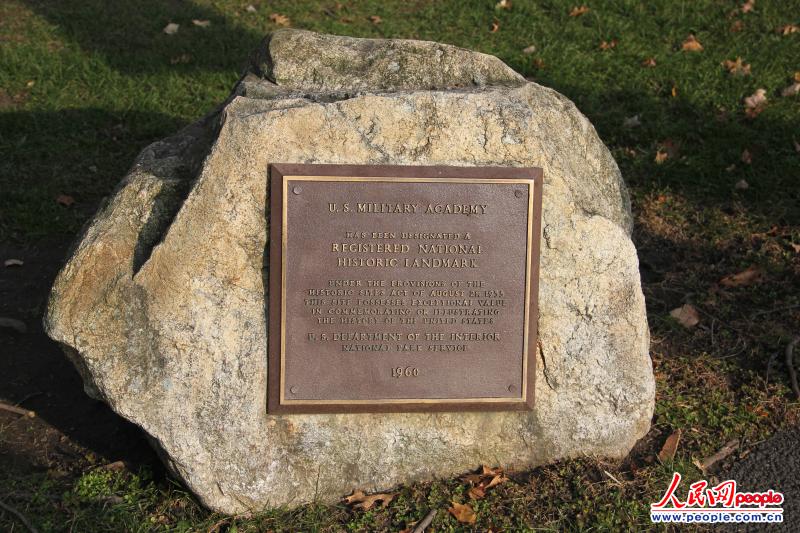 U. S. MILITARY ACADEMY
HAS BEEN DESIGNATED A
REGISTERED NATIONAL
HISTORIC LANDMARK
UNDER THE PROVISIONS OF THE
HISTORIC SITES ACT OF AUGUST 21, 1935
THIS SITE POSSESSES EXCEPTIONAL VALUE
IN COMMEMORATING OR ILLUSTRATING
THE HISTORY OF THE UNITED STATES
U. S. DEPARTMENT OF THE INTERIOR
NATIONAL PARK SERVICE
1960
人民网 people
www.people.com.cn